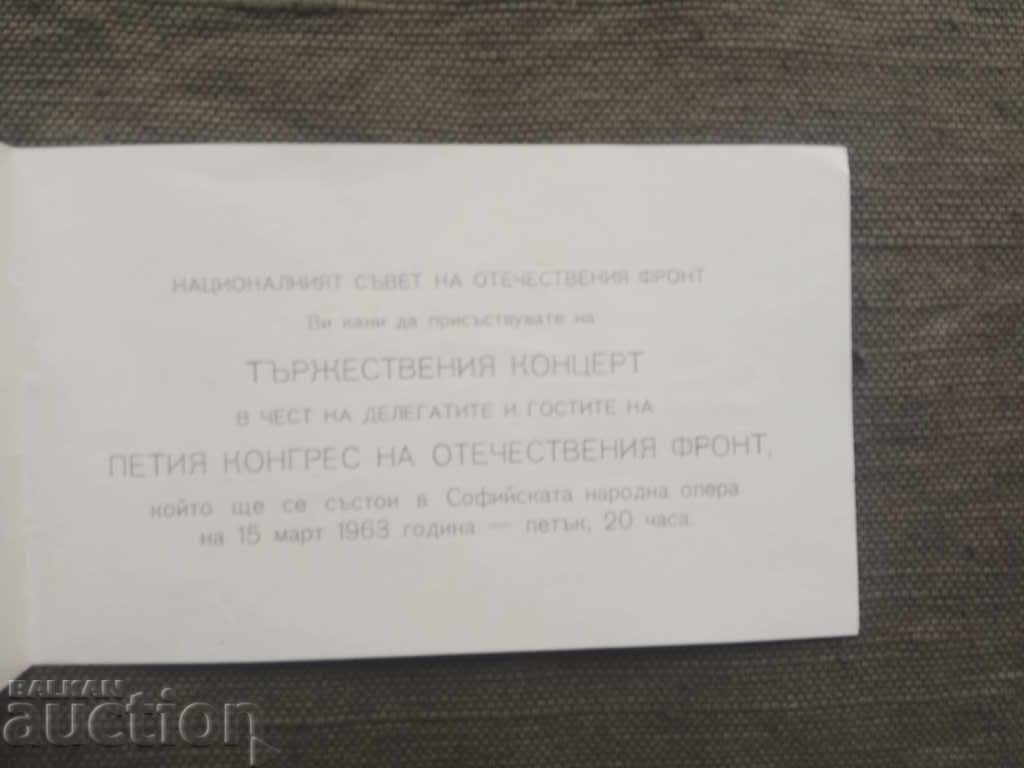 НАЦИОНАЛНИЯТ СЪВЕТ НА ОТЕЧЕСТВЕНИЯ ФРОНТ
Ви кани да присъствувате на
ТЪРЖЕСТВЕНИЯ КОНЦЕРТ
В ЧЕСТ НА ДЕЛЕГАТИТЕ И ГОСТИТЕ НА
ПЕТИЯ КОНГРЕС НА ОТЕЧЕСТВЕНИЯ ФРОНТ,
който ще се състои в Софийската народна опера
на 15 март 1963 година — петък, 20 часа.
BALKAN
auction